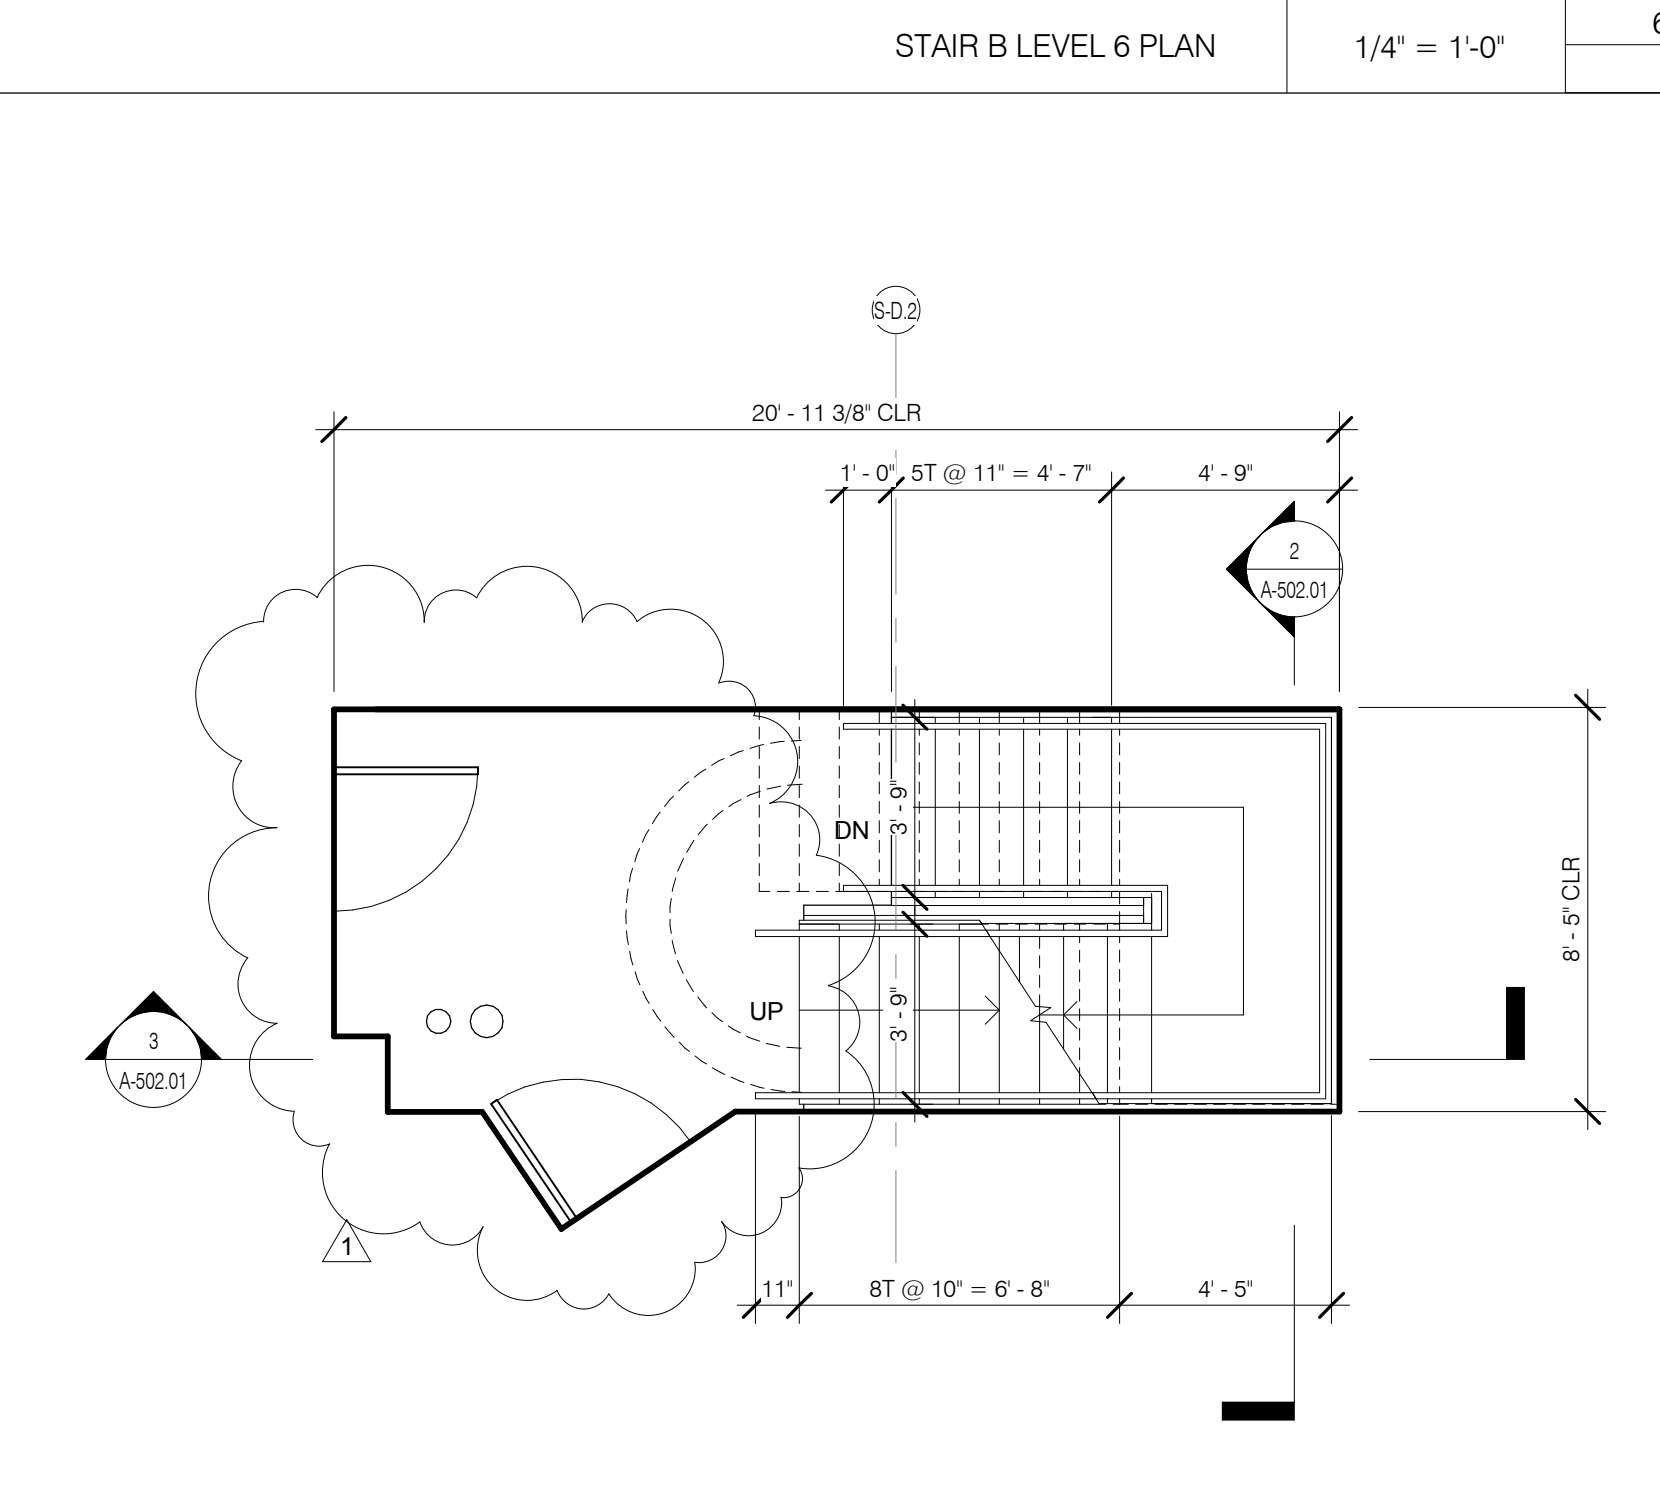 STAIR B LEVEL 6 PLAN
1/4" = 1'-0"
S-D.2
20' - 11 3/8" CLR
1' - 0"
5T @ 11" = 4' - 7"
4' - 9"
2
A-502.01
3' - 9"
DN
8' - 5" CLR
UP
3' - 9"
3
A-502.01
1
11"
8T @ 10" = 6' - 8"
4' - 5"